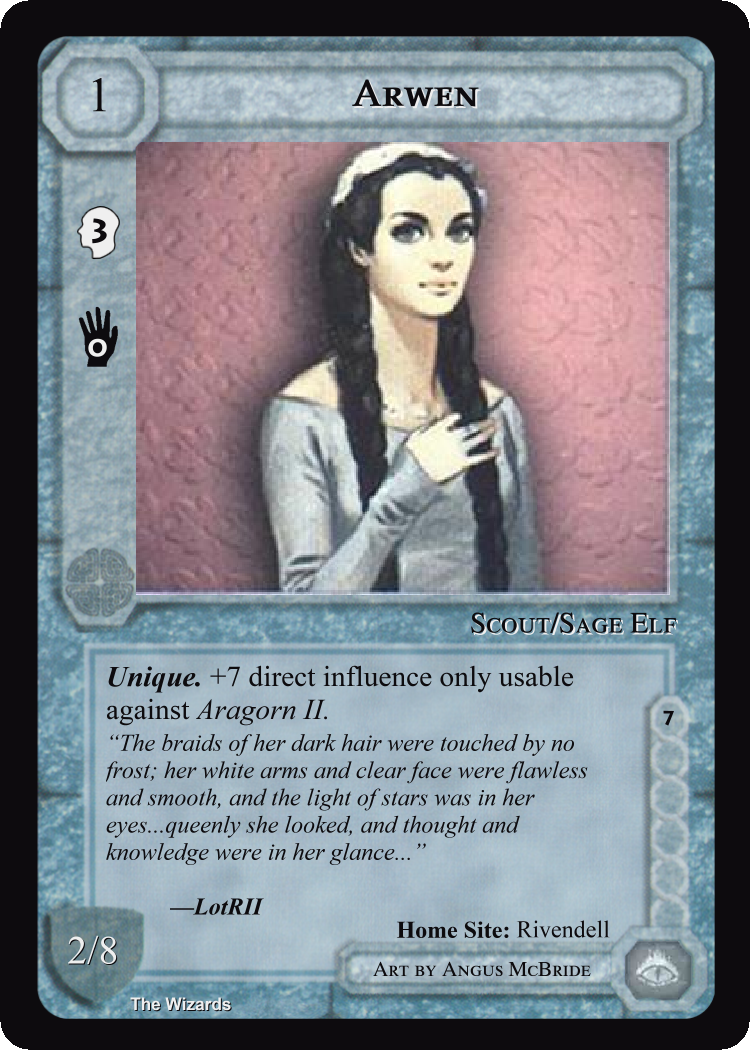 1
Arwen
3
0
Scout/Sage Elf
Unique. +7 direct influence only usable
against Aragorn II.
“The braids of her dark hair were touched by no
frost; her white arms and clear face were flawless
and smooth, and the light of stars was in her
eyes...queenly she looked, and thought and
knowledge were in her glance...”
7
—LotRII
Home Site: Rivendell
2/8
Art by Angus McBride
The Wizards